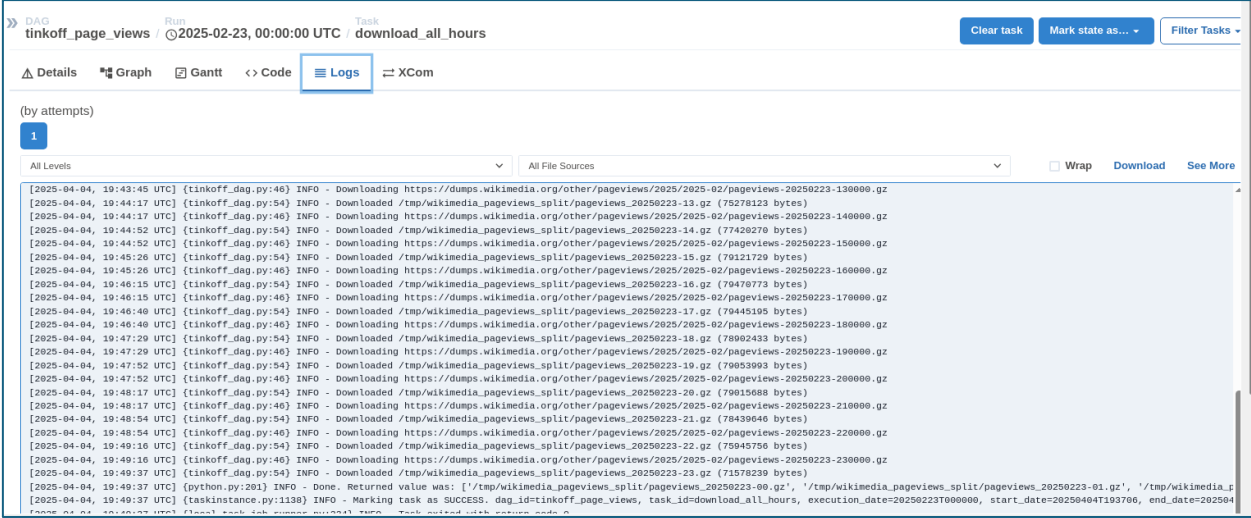 DAG Run Task
tinkoff_page_views / 2025-02-23, 00:00:00 UTC / download_all_hours
Clear task Mark state as... Filter Tasks
Details Graph Gantt Code Logs XCom
(by attempts)
1
All Levels All File Sources Wrap Download See More
[2025-04-04, 19:43:45 UTC] {tinkoff_dag.py:46} INFO - Downloading https://dumps.wikimedia.org/other/pageviews/2025/2025-02/pageviews-20250223-130000.gz
[2025-04-04, 19:44:17 UTC] {tinkoff_dag.py:54} INFO - Downloaded /tmp/wikimedia_pageviews_split/pageviews_20250223-13.gz (75278123 bytes)
[2025-04-04, 19:44:17 UTC] {tinkoff_dag.py:46} INFO - Downloading https://dumps.wikimedia.org/other/pageviews/2025/2025-02/pageviews-20250223-140000.gz
[2025-04-04, 19:44:52 UTC] {tinkoff_dag.py:54} INFO - Downloaded /tmp/wikimedia_pageviews_split/pageviews_20250223-14.gz (77420270 bytes)
[2025-04-04, 19:44:52 UTC] {tinkoff_dag.py:46} INFO - Downloading https://dumps.wikimedia.org/other/pageviews/2025/2025-02/pageviews-20250223-150000.gz
[2025-04-04, 19:45:26 UTC] {tinkoff_dag.py:54} INFO - Downloaded /tmp/wikimedia_pageviews_split/pageviews_20250223-15.gz (79121729 bytes)
[2025-04-04, 19:45:26 UTC] {tinkoff_dag.py:46} INFO - Downloading https://dumps.wikimedia.org/other/pageviews/2025/2025-02/pageviews-20250223-160000.gz
[2025-04-04, 19:46:15 UTC] {tinkoff_dag.py:54} INFO - Downloaded /tmp/wikimedia_pageviews_split/pageviews_20250223-16.gz (79470773 bytes)
[2025-04-04, 19:46:15 UTC] {tinkoff_dag.py:46} INFO - Downloading https://dumps.wikimedia.org/other/pageviews/2025/2025-02/pageviews-20250223-170000.gz
[2025-04-04, 19:46:40 UTC] {tinkoff_dag.py:54} INFO - Downloaded /tmp/wikimedia_pageviews_split/pageviews_20250223-17.gz (79445195 bytes)
[2025-04-04, 19:46:40 UTC] {tinkoff_dag.py:46} INFO - Downloading https://dumps.wikimedia.org/other/pageviews/2025/2025-02/pageviews-20250223-180000.gz
[2025-04-04, 19:47:29 UTC] {tinkoff_dag.py:54} INFO - Downloaded /tmp/wikimedia_pageviews_split/pageviews_20250223-18.gz (78902433 bytes)
[2025-04-04, 19:47:29 UTC] {tinkoff_dag.py:46} INFO - Downloading https://dumps.wikimedia.org/other/pageviews/2025/2025-02/pageviews-20250223-190000.gz
[2025-04-04, 19:47:52 UTC] {tinkoff_dag.py:54} INFO - Downloaded /tmp/wikimedia_pageviews_split/pageviews_20250223-19.gz (79053993 bytes)
[2025-04-04, 19:47:52 UTC] {tinkoff_dag.py:46} INFO - Downloading https://dumps.wikimedia.org/other/pageviews/2025/2025-02/pageviews-20250223-200000.gz
[2025-04-04, 19:48:17 UTC] {tinkoff_dag.py:54} INFO - Downloaded /tmp/wikimedia_pageviews_split/pageviews_20250223-20.gz (79015688 bytes)
[2025-04-04, 19:48:17 UTC] {tinkoff_dag.py:46} INFO - Downloading https://dumps.wikimedia.org/other/pageviews/2025/2025-02/pageviews-20250223-210000.gz
[2025-04-04, 19:48:54 UTC] {tinkoff_dag.py:54} INFO - Downloaded /tmp/wikimedia_pageviews_split/pageviews_20250223-21.gz (78439646 bytes)
[2025-04-04, 19:48:54 UTC] {tinkoff_dag.py:46} INFO - Downloading https://dumps.wikimedia.org/other/pageviews/2025/2025-02/pageviews-20250223-220000.gz
[2025-04-04, 19:49:16 UTC] {tinkoff_dag.py:54} INFO - Downloaded /tmp/wikimedia_pageviews_split/pageviews_20250223-22.gz (75945756 bytes)
[2025-04-04, 19:49:16 UTC] {tinkoff_dag.py:46} INFO - Downloading https://dumps.wikimedia.org/other/pageviews/2025/2025-02/pageviews-20250223-230000.gz
[2025-04-04, 19:49:37 UTC] {tinkoff_dag.py:54} INFO - Downloaded /tmp/wikimedia_pageviews_split/pageviews_20250223-23.gz (71578239 bytes)
[2025-04-04, 19:49:37 UTC] {python.py:201} INFO - Done. Returned value was: ['/tmp/wikimedia_pageviews_split/pageviews_20250223-00.gz', '/tmp/wikimedia_pageviews_split/pageviews_20250223-01.gz', '/tmp/wikimedia_p
[2025-04-04, 19:49:37 UTC] {taskinstance.py:1138} INFO - Marking task as SUCCESS. dag_id=tinkoff_page_views, task_id=download_all_hours, execution_date=20250223T000000, start_date=20250404T193706, end_date=202504